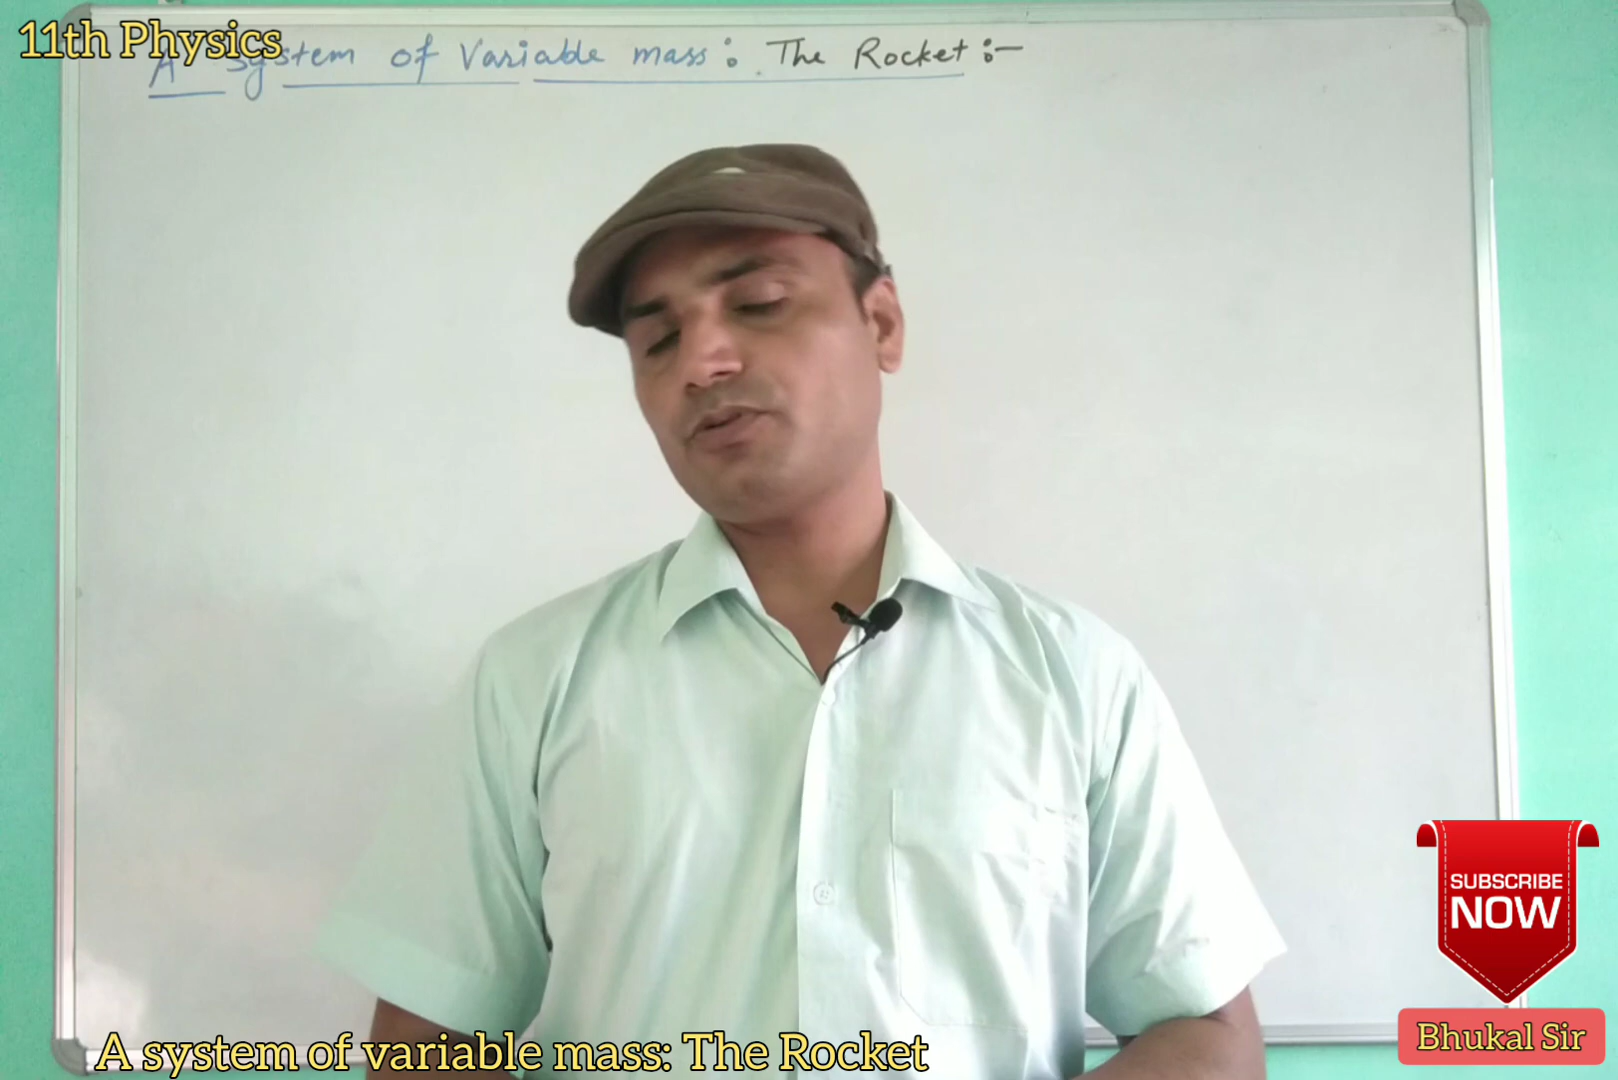 11th Physics
A System of Variable mass: The Rocket :-
SUBSCRIBE
NOW
Bhukal Sir
A system of variable mass: The Rocket